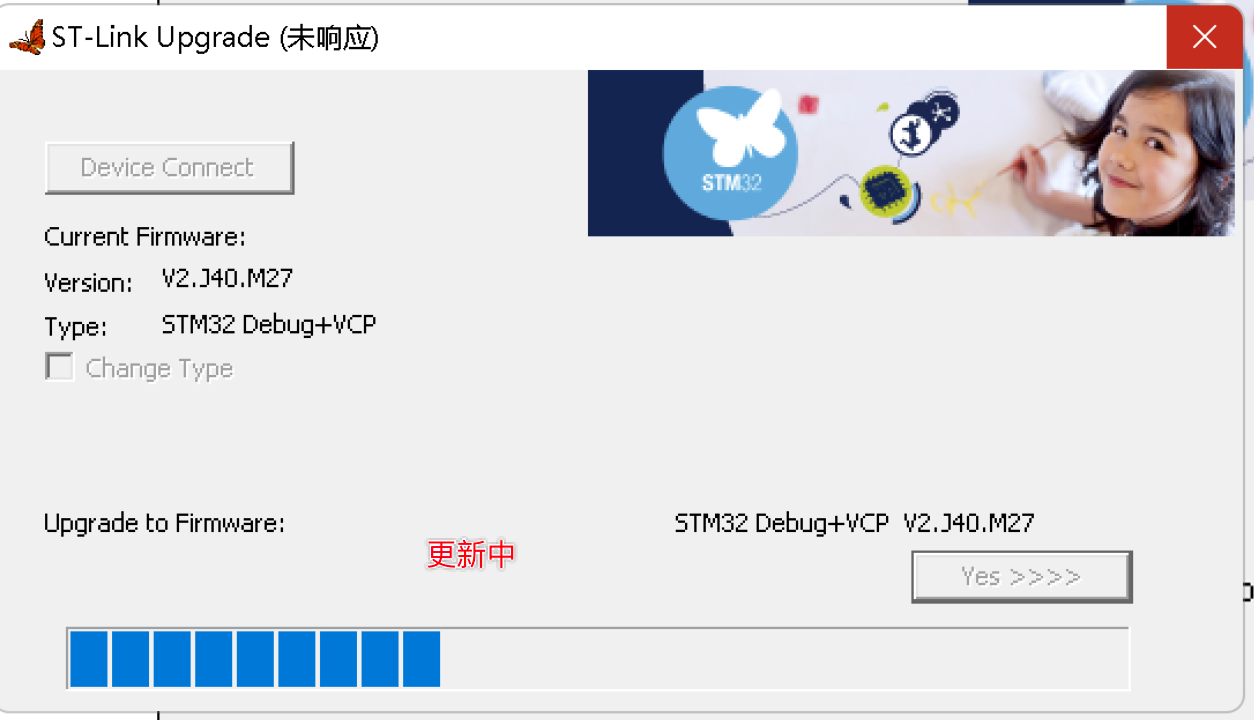 ST-Link Upgrade (未响应)
STM32
Device Connect
Current Firmware:
Version: V2.J40.M27
Type: STM32 Debug+VCP
Change Type
Upgrade to Firmware: STM32 Debug+VCP V2.J40.M27
更新中
Yes >>>>